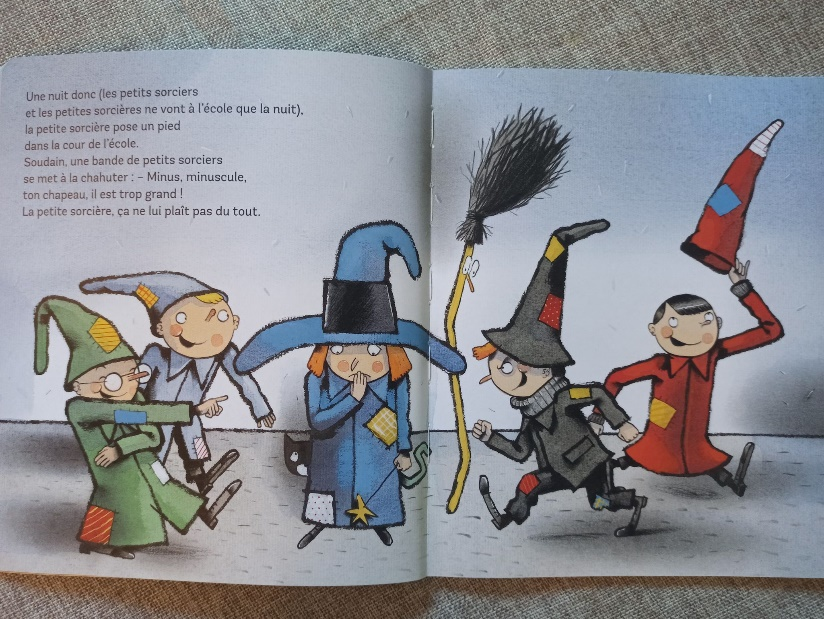 Une nuit donc (les petits sorciers
et les petites sorcières ne vont à l'école que la nuit),
la petite sorcière pose un pied
dans la cour de l'école.
Soudain, une bande de petits sorciers
se met à la chahuter : – Minus, minuscule,
ton chapeau, il est trop grand !
La petite sorcière, ça ne lui plaît pas du tout.